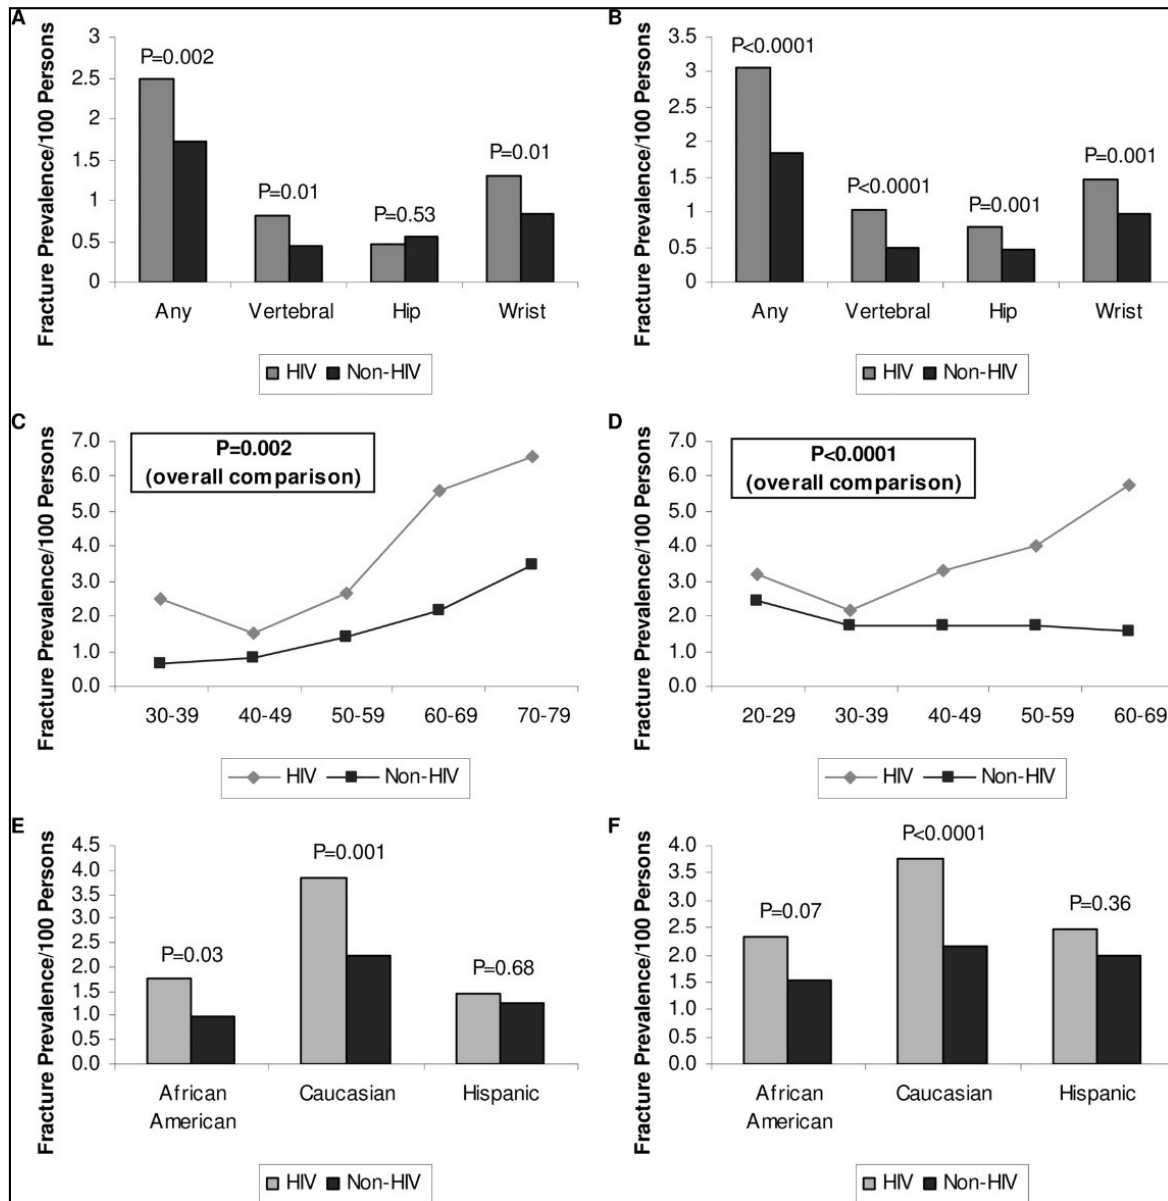 A
Fracture Prevalence/100 Persons
3
2.5
2
1.5
1
0.5
0
P=0.002
P=0.01
P=0.53
P=0.01
Any Vertebral Hip Wrist
HIV Non-HIV
B
Fracture Prevalence/100 Persons
3.5
3
2.5
2
1.5
1
0.5
0
P<0.0001
P<0.0001
P=0.001
P=0.001
Any Vertebral Hip Wrist
HIV Non-HIV
C
Fracture Prevalence/100 Persons
7.0
6.0
5.0
4.0
3.0
2.0
1.0
0.0
P=0.002
(overall comparison)
30-39 40-49 50-59 60-69 70-79
HIV Non-HIV
D
Fracture Prevalence/100 Persons
7.0
6.0
5.0
4.0
3.0
2.0
1.0
0.0
P<0.0001
(overall comparison)
20-29 30-39 40-49 50-59 60-69
HIV Non-HIV
E
Fracture Prevalence/100 Persons
4.5
4.0
3.5
3.0
2.5
2.0
1.5
1.0
0.5
0.0
P=0.03
P=0.001
P=0.68
African Caucasian Hispanic
American
HIV Non-HIV
F
Fracture Prevalence/100 Persons
4.0
3.5
3.0
2.5
2.0
1.5
1.0
0.5
0.0
P=0.07
P<0.0001
P=0.36
African Caucasian Hispanic
American
HIV Non-HIV